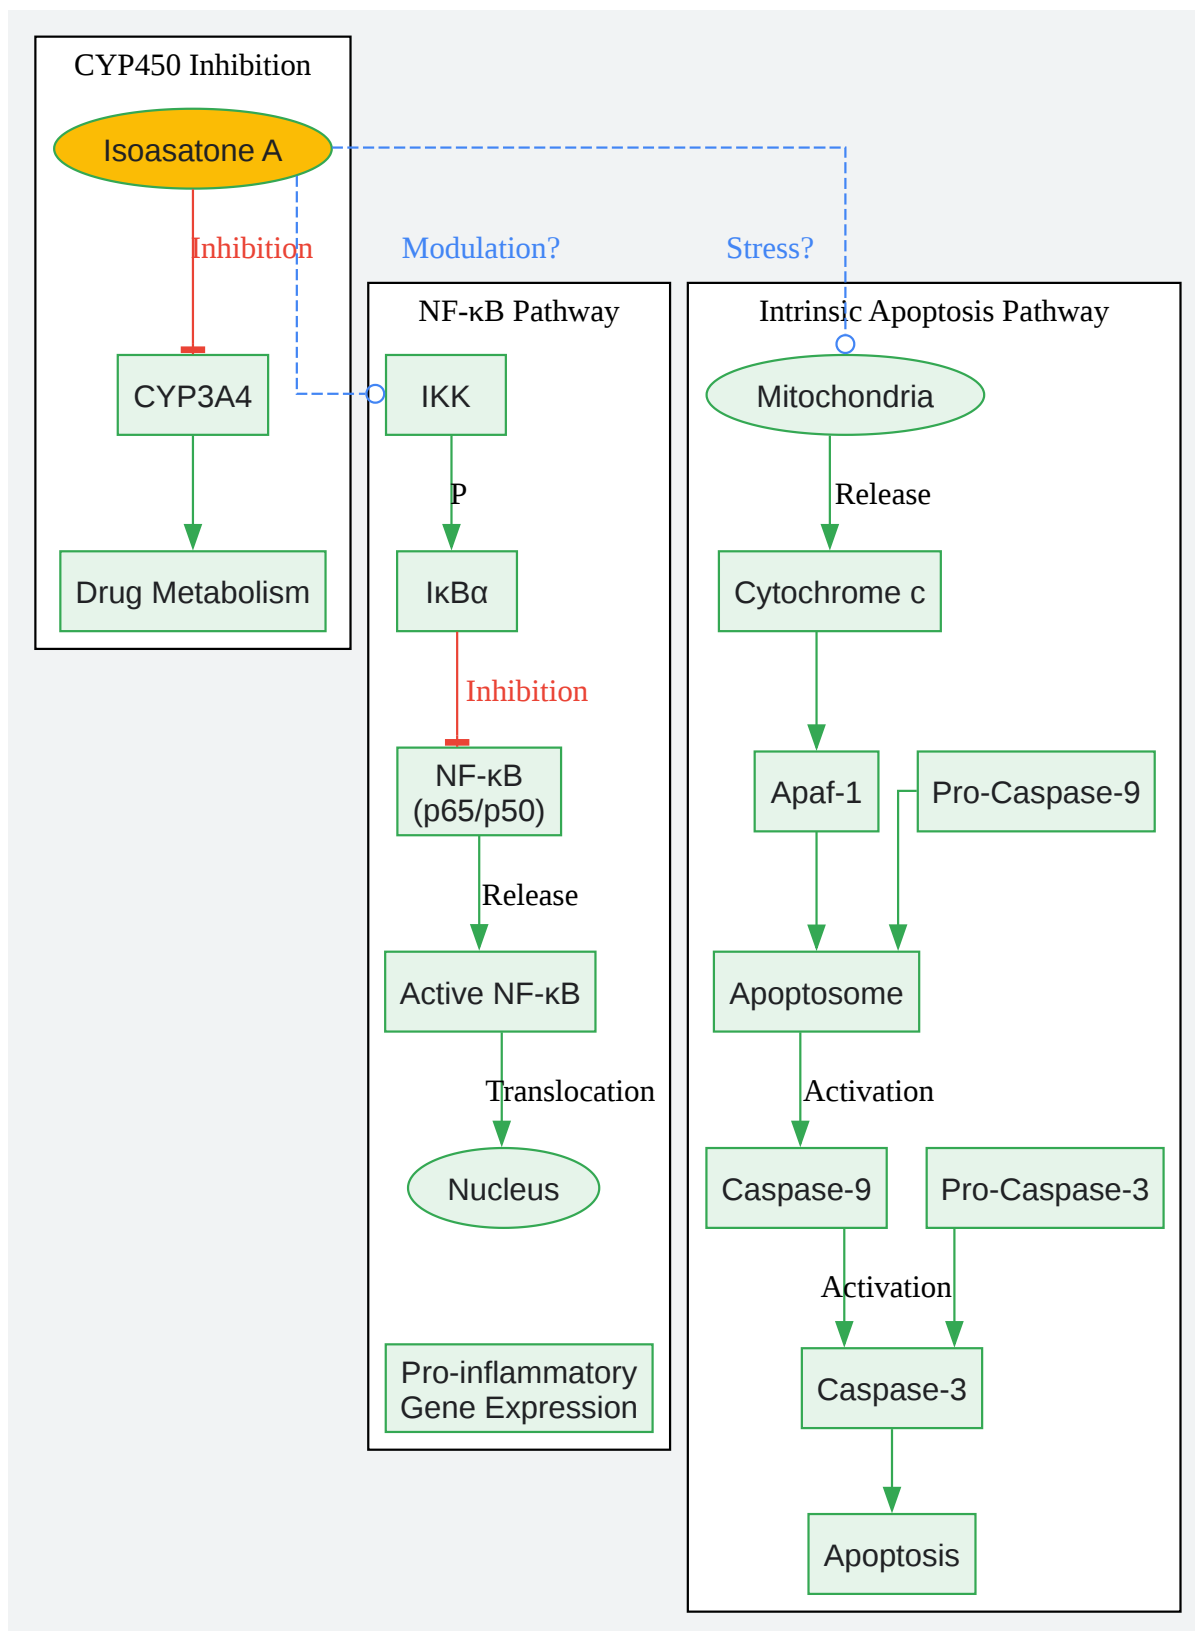 CYP450 Inhibition
Isoasatone A
Inhibition
CYP3A4
Drug Metabolism
Modulation?
NF-κB Pathway
IKK
P
IκBα
Inhibition
NF-κB
(p65/p50)
Release
Active NF-κB
Translocation
Nucleus
Pro-inflammatory
Gene Expression
Stress?
Intrinsic Apoptosis Pathway
Mitochondria
Release
Cytochrome c
Apaf-1
Pro-Caspase-9
Apoptosome
Activation
Caspase-9
Pro-Caspase-3
Activation
Caspase-3
Apoptosis